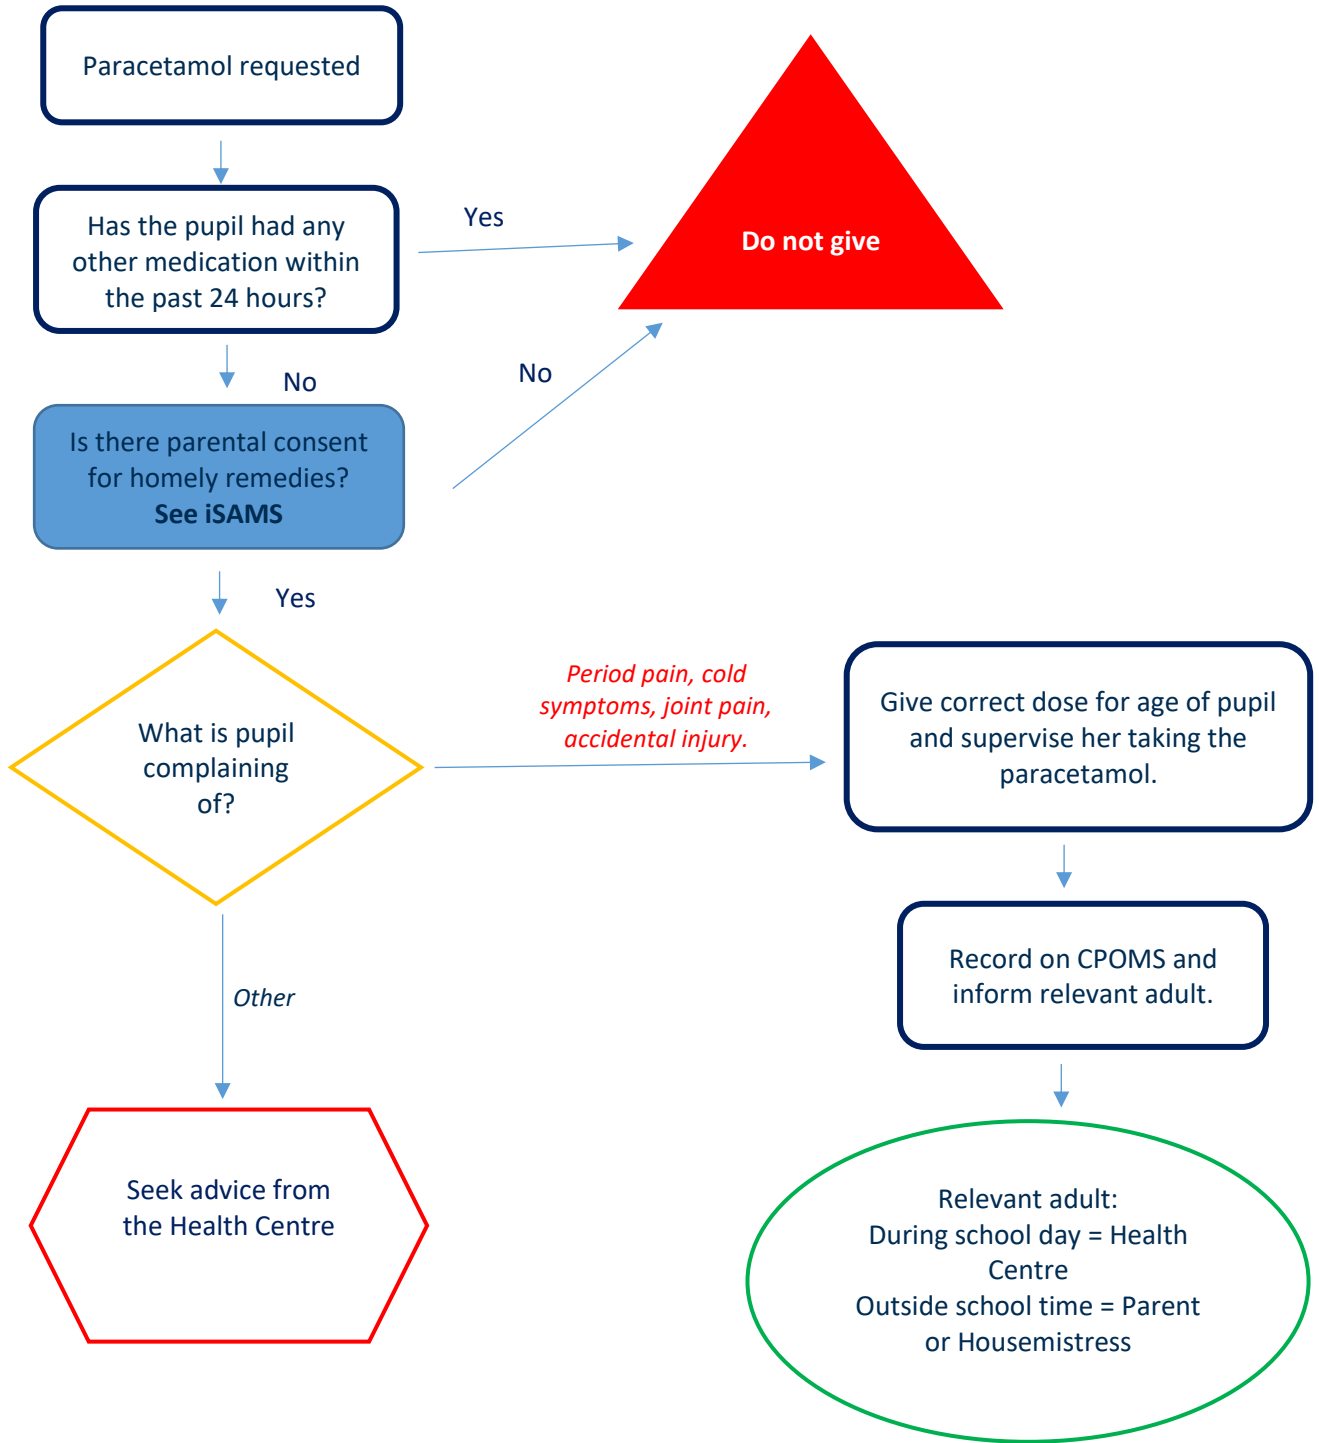 Paracetamol requested
Has the pupil had any
other medication within
the past 24 hours?
Yes
Do not give
No
No
Is there parental consent
for homely remedies?
See iSAMS
Yes
What is pupil
complaining
of?
Period pain, cold
symptoms, joint pain,
accidental injury.
Give correct dose for age of pupil
and supervise her taking the
paracetamol.
Record on CPOMS and
inform relevant adult.
Other
Seek advice from
the Health Centre
Relevant adult:
During school day = Health
Centre
Outside school time = Parent
or Housemistress